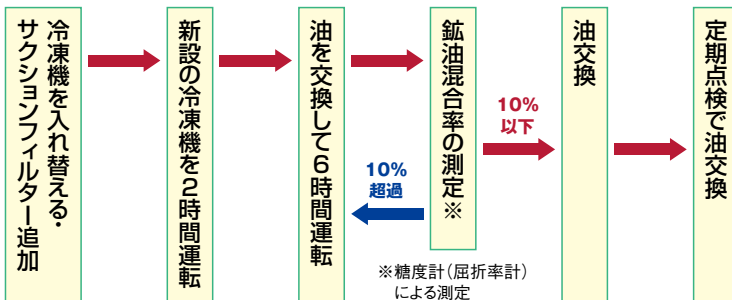 冷凍機を入れ替える・
サクションフィルター追加
新設の冷凍機を2時間運転
油を交換して6時間運転
10%
超過
鉱油混合率の測定※
10%
以下
油交換
定期点検で油交換
※糖度計(屈折率計)
による測定